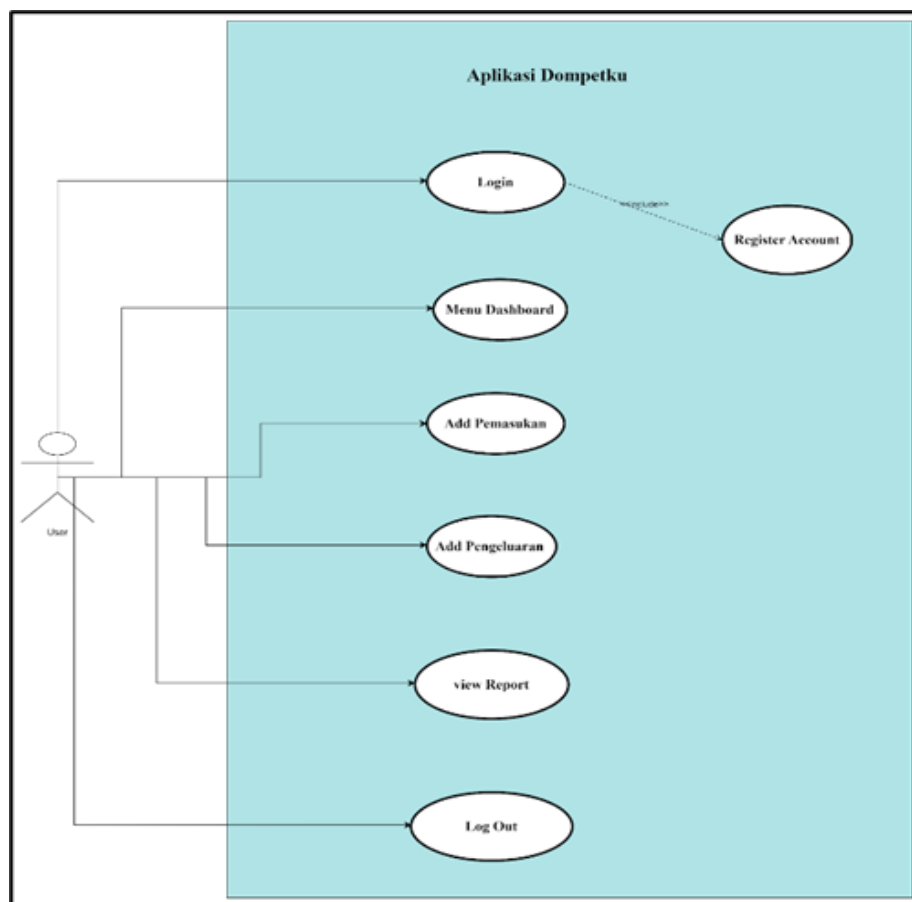 Aplikasi Dompetku
Login
<<include>>
Register Account
Menu Dashboard
Add Pemasukan
User
Add Pengeluaran
view Report
Log Out